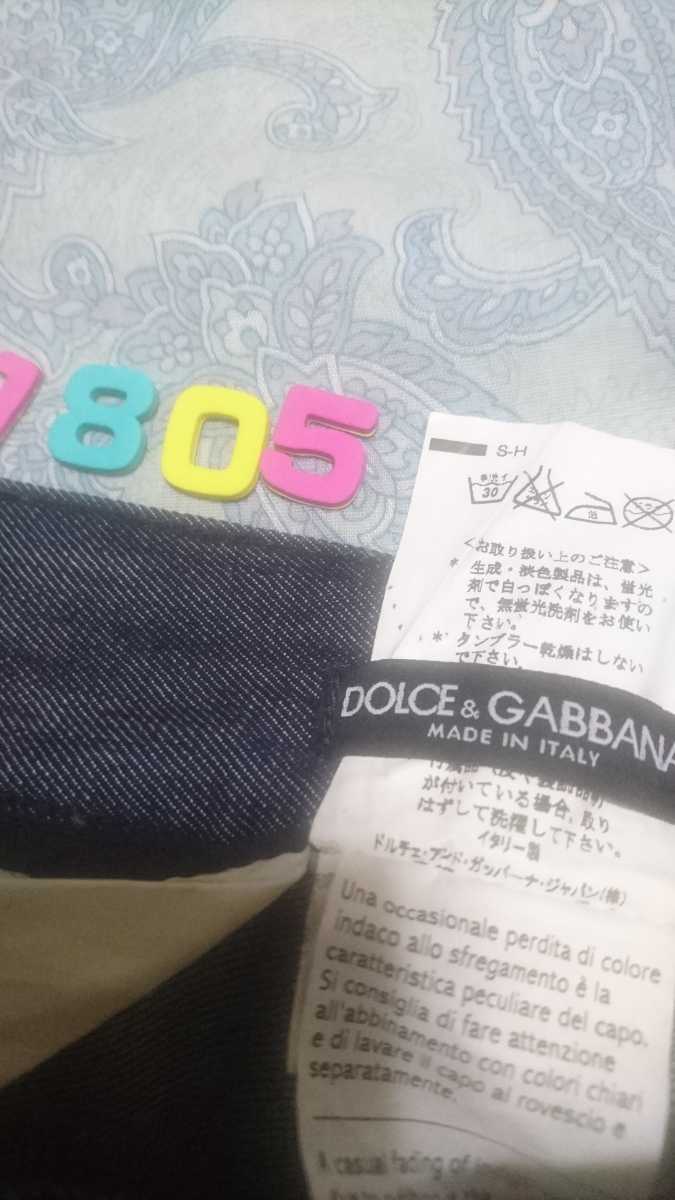 1805
S-H
30
<お取り扱い上のご注意>
* 生成・淡色製品は、蛍光
剤で白っぽくなりますの
で、無蛍光洗剤をお使い
下さい。
* タンブラー乾燥はしない
で下さい。
DOLCE & GABBANA
MADE IN ITALY
が付いている場合、取り
はずして洗濯して下さい。
イタリー製
ドルチェ・アンド・ガッバーナ・ジャパン(株)
Una occasionale perdita di colore
indaco allo sfregamento è la
caratteristica peculiare del capo.
Si consiglia di fare attenzione
all'abbinamento con colori chiari
e di lavare il capo al rovescio e
separatamente.
A casual fading of